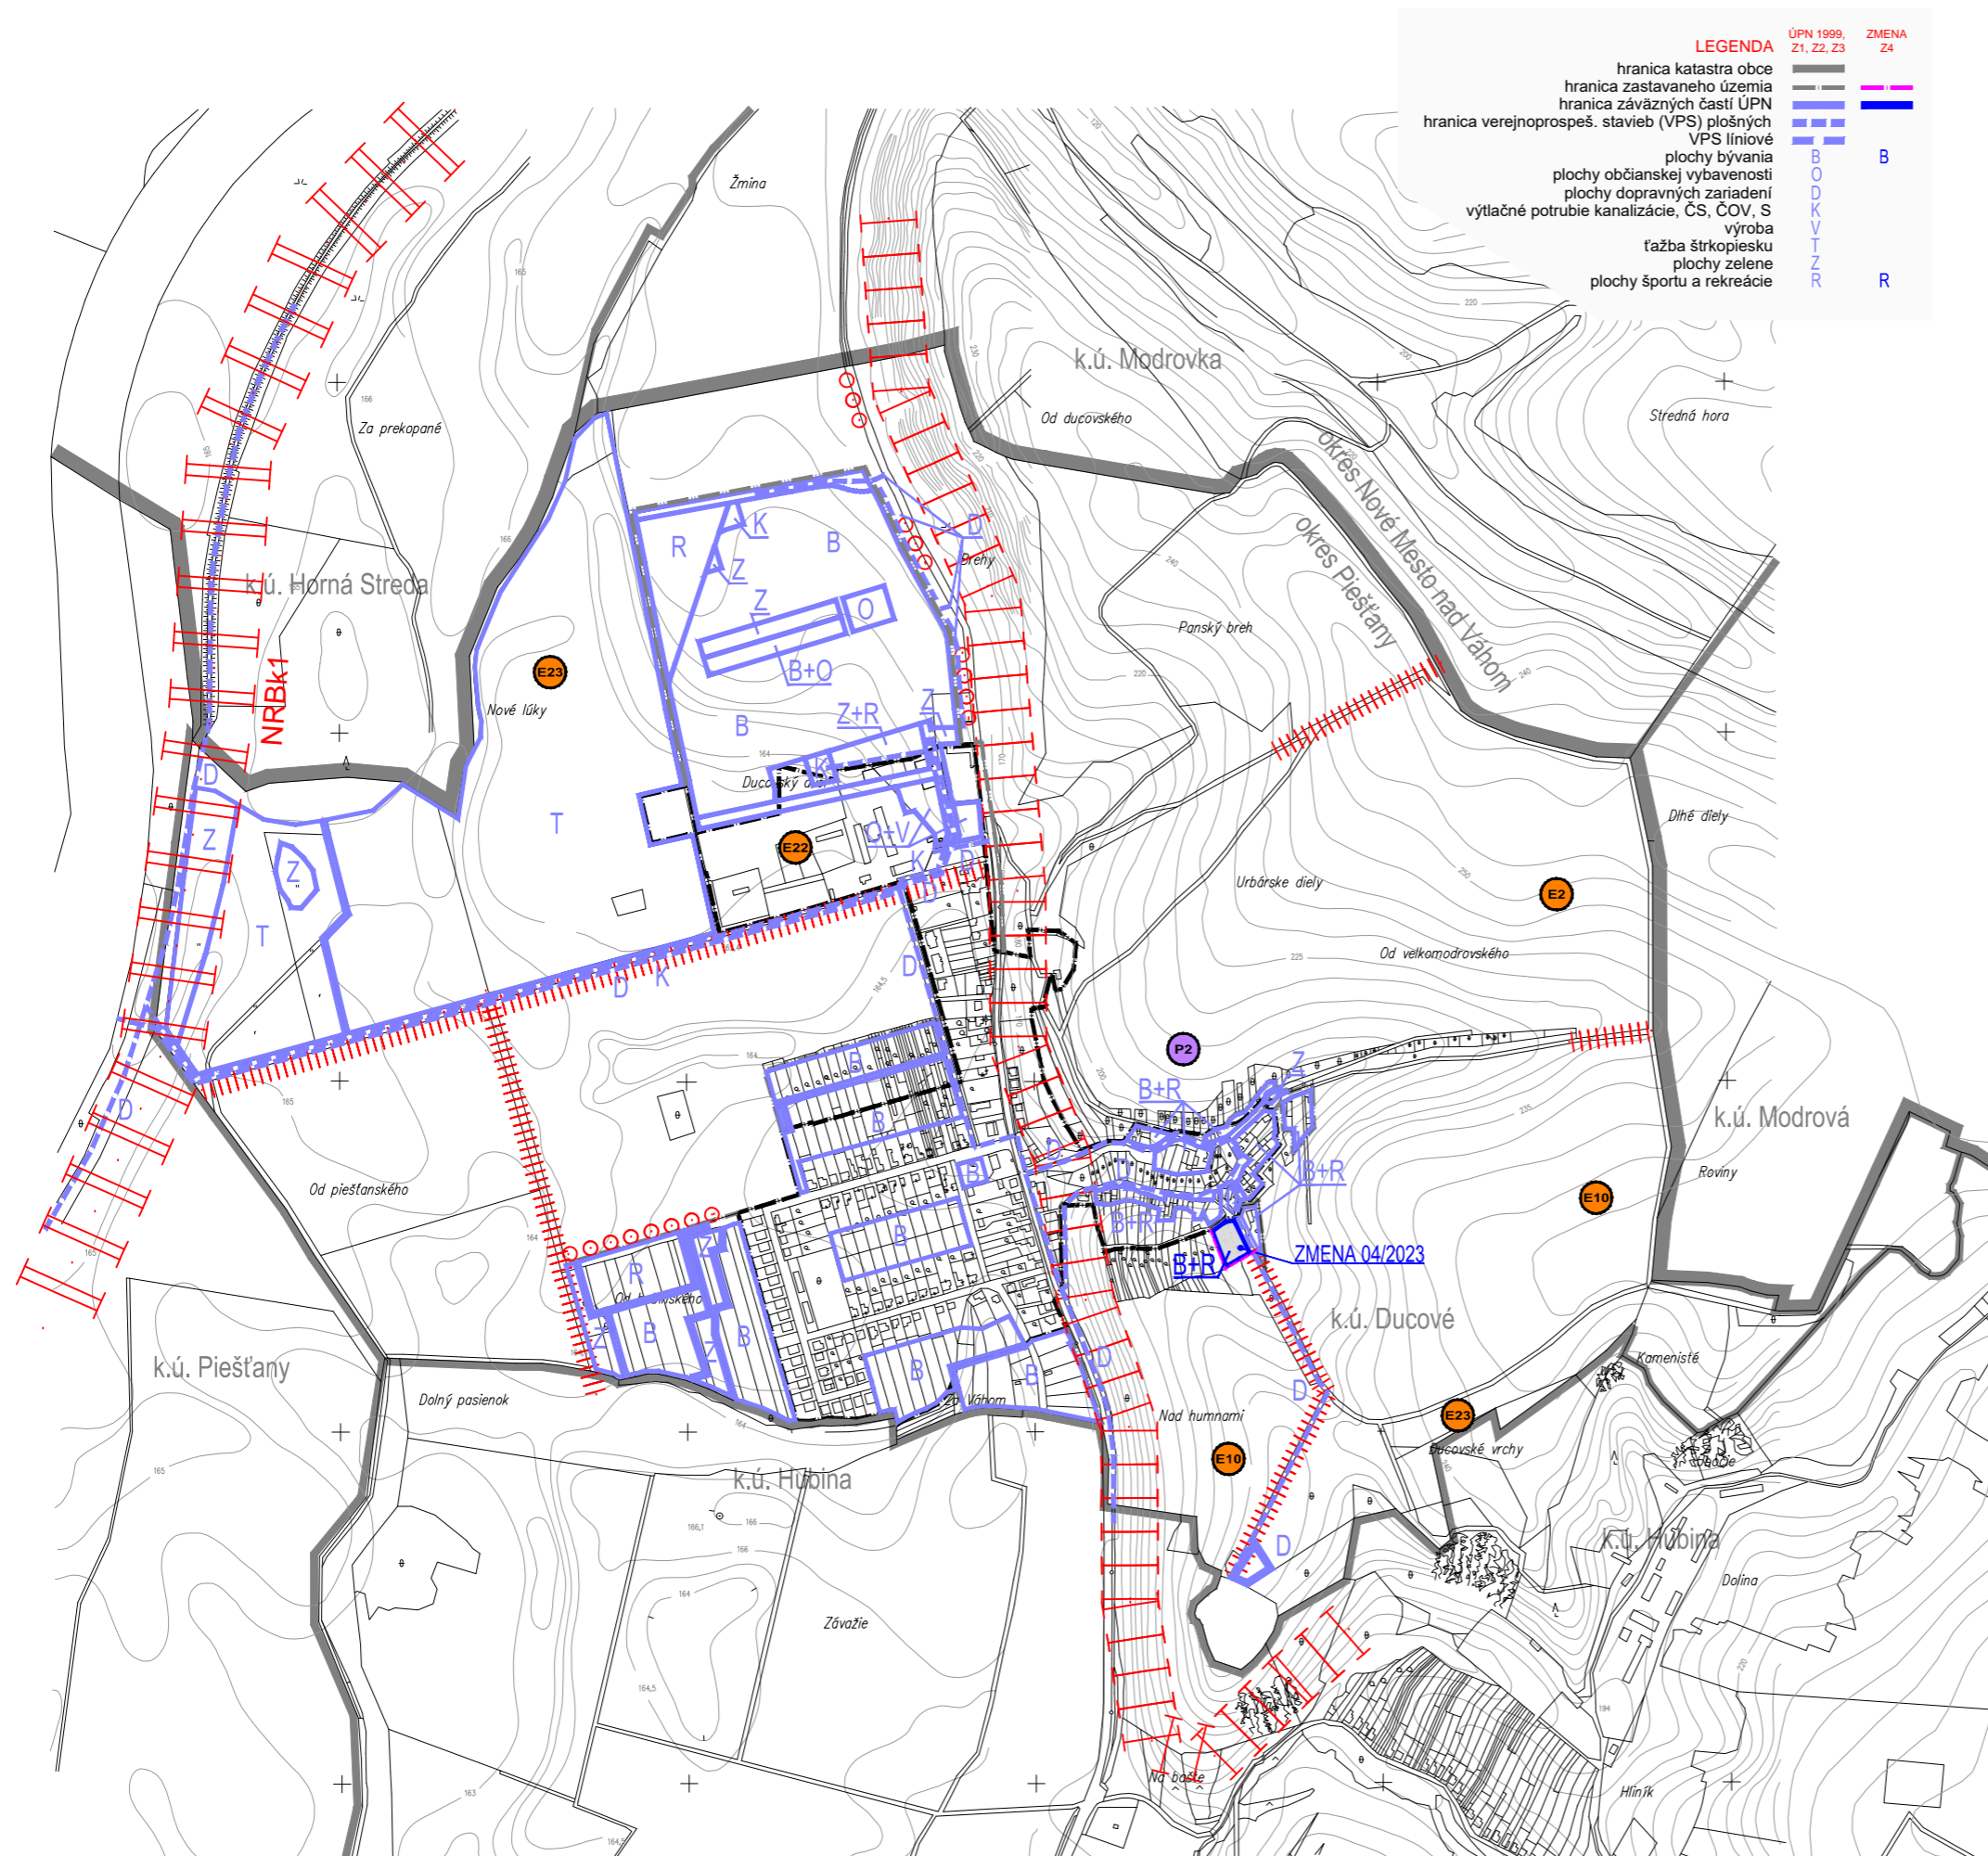 LEGENDA
ÚPN 1999,
Z1, Z2, Z3
ZMENA
Z4
hranica katastra obce
hranica zastavaneho územia
hranica záväzných častí ÚPN
hranica verejnoprospeš. stavieb (VPS) plošných
VPS líniové
plochy bývania B B
plochy občianskej vybavenosti O
plochy dopravných zariadení D
výtlačné potrubie kanalizácie, ČS, ČOV, S K
výroba V
ťažba štrkopiesku T
plochy zelene Z
plochy športu a rekreácie R R
Žmina
k.ú. Modrovka
Od ducovského
Stredná hora
Za prekopané
okres Nové Mesto nad Váhom
okres Piešťany
k.ú. Horná Streda
NRBk1
Brehy
Panský breh
E23
Nové lúky
R
K
B
D
Z
Z
O
B+O
B
Z+R
Z
K
D
Z
Z
T
T
E22
O+V
K
D
D
Dlhé diely
Urbárske diely
E2
Od velkomodrovského
D
K
D
P2
B
B
B
D
B+R
Z
B+R
B+R
B+R
ZMENA 04/2023
k.ú. Modrová
Roviny
E10
D
Od piešťanského
R
Z
B
Z
Z
B
B
B
B
D
k.ú. Ducové
Kamenisté
k.ú. Piešťany
Dolný pasienok
Za Váhom
Nad humnami
D
E23
Ducovské vrchy
E10
k.ú. Hubina
k.ú. Hubina
D
Dolina
Závažie
Na bašte
Hliník